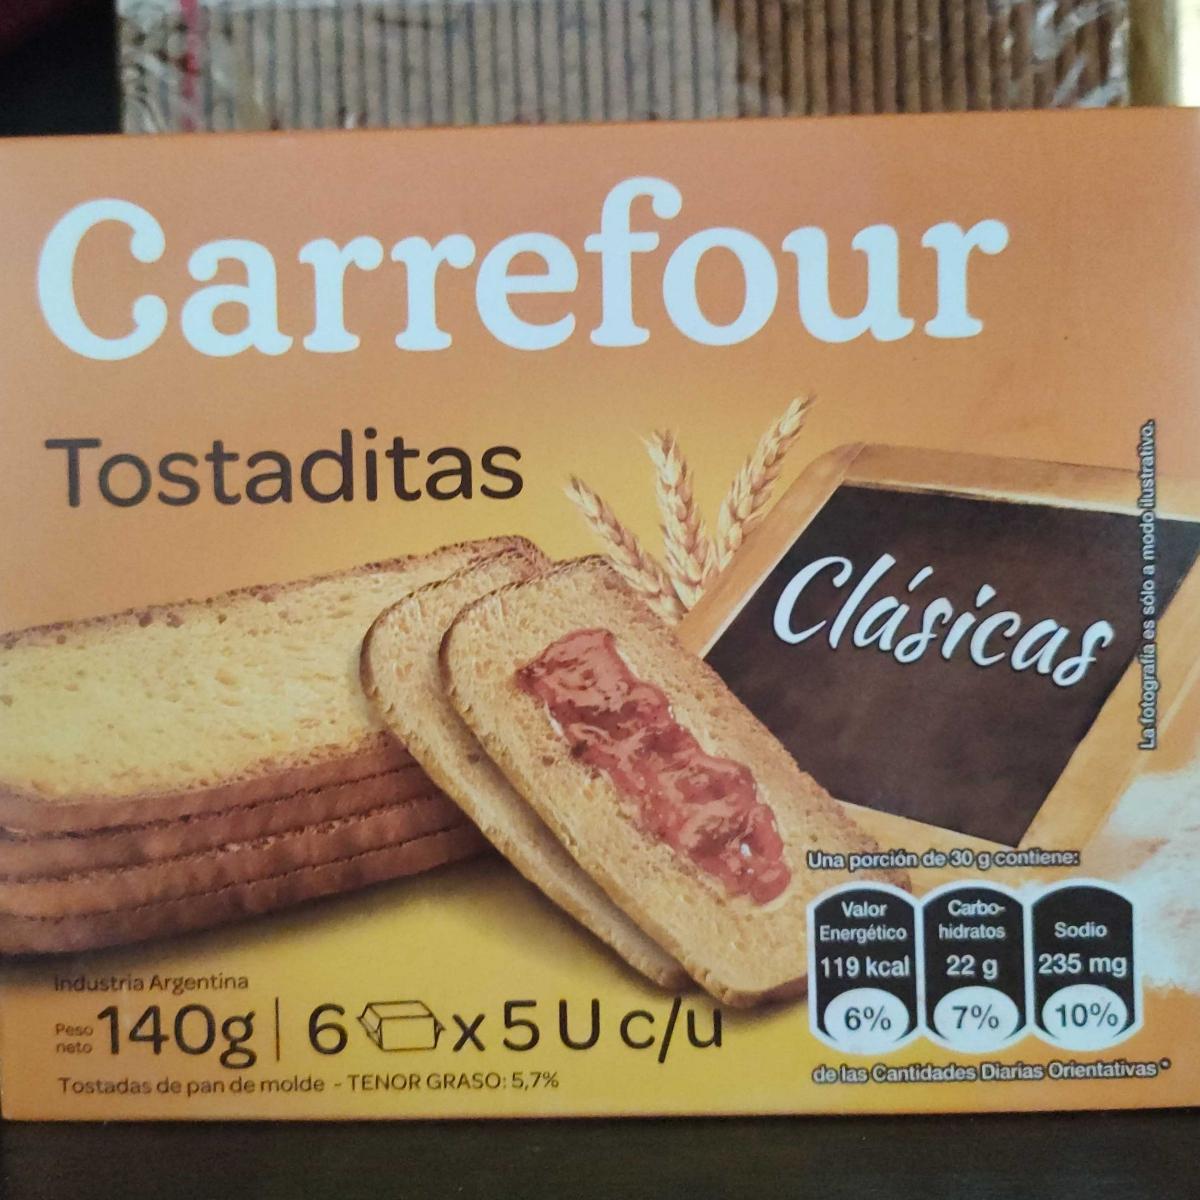 Carrefour
Tostaditas
Clásicas
La fotografía es sólo a modo ilustrativo.
Una porción de 30 g contiene:
Valor Energético 119 kcal 6%
Carbo-hidratos 22 g 7%
Sodio 235 mg 10%
de las Cantidades Diarias Orientativas*
Industria Argentina
Peso neto 140g | 6 x 5 U c/u
Tostadas de pan de molde - TENOR GRASO: 5,7%